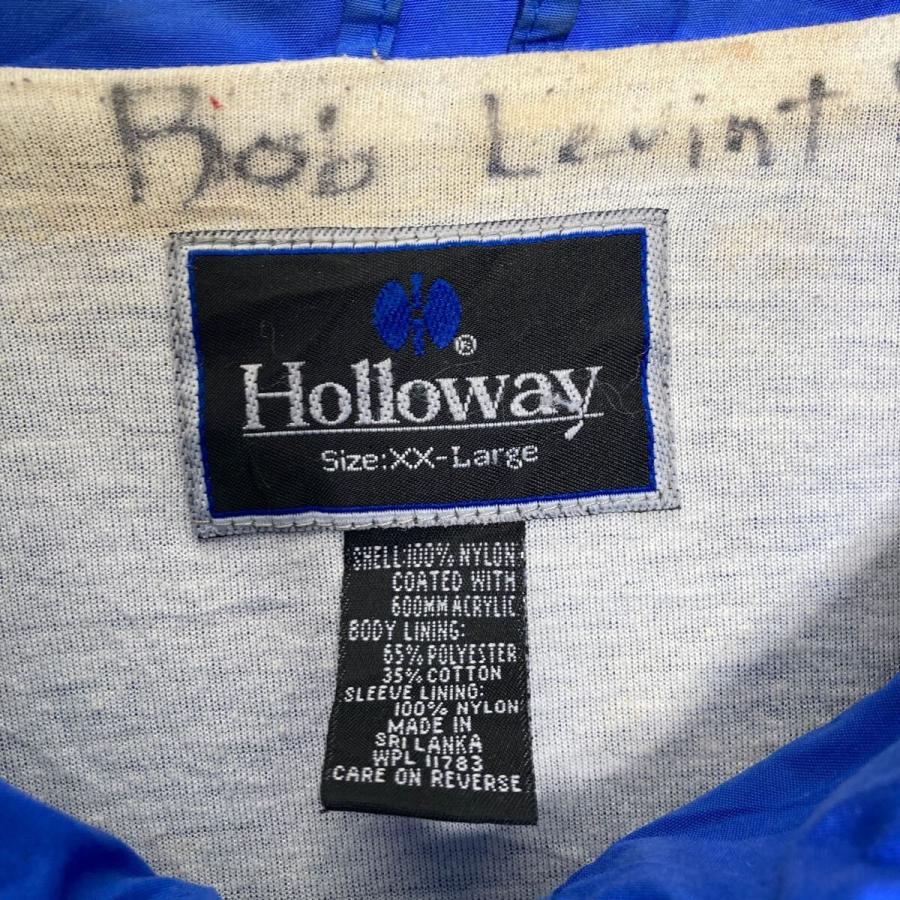 Rob Levint
Holloway®
Size:XX-Large
SHELL:100% NYLON
COATED WITH
600MM ACRYLIC
BODY LINING:
65% POLYESTER
35% COTTON
SLEEVE LINING:
100% NYLON
MADE IN
SRI LANKA
WPL 11783
CARE ON REVERSE